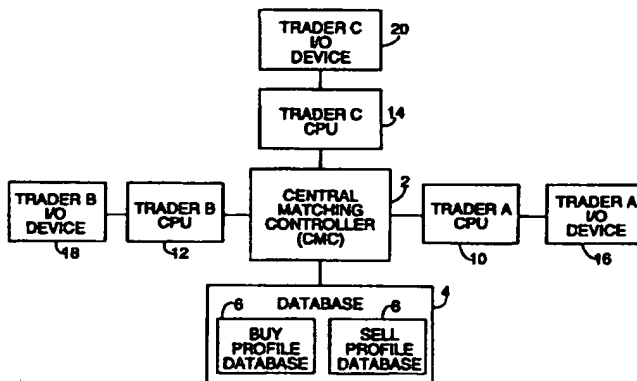 TRADER C
I/O
DEVICE
20
TRADER C
CPU
14
TRADER B
I/O
DEVICE
18
TRADER B
CPU
12
CENTRAL
MATCHING
CONTROLLER
(CMC)
2
TRADER A
CPU
10
TRADER A
I/O
DEVICE
16
DATABASE
4
6
BUY
PROFILE
DATABASE
8
SELL
PROFILE
DATABASE